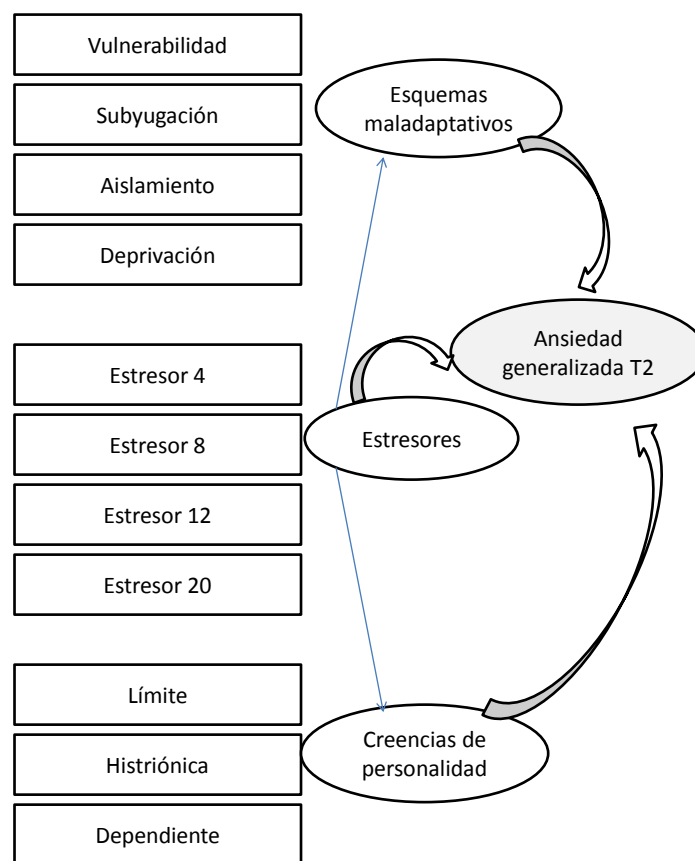 Vulnerabilidad
Subyugación
Aislamiento
Deprivación
Esquemas
maladaptativos
Ansiedad
generalizada T2
Estresor 4
Estresor 8
Estresor 12
Estresor 20
Estresores
Límite
Histriónica
Dependiente
Creencias de
personalidad